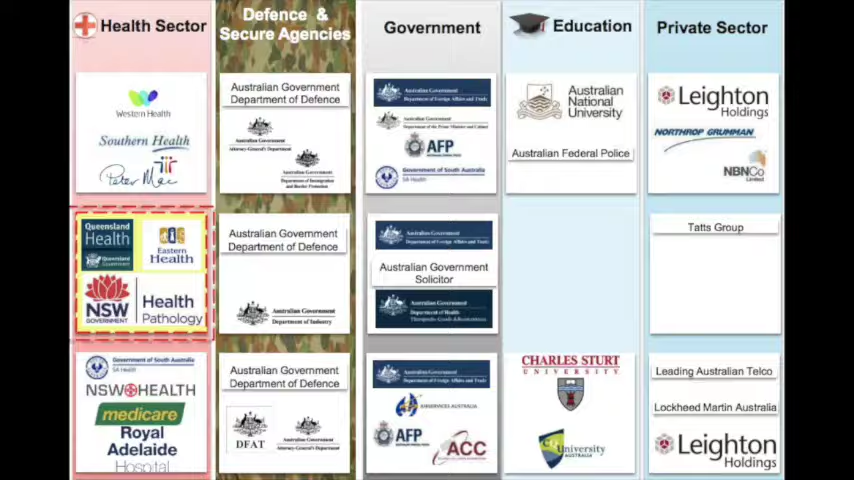 Health Sector
Defence &
Secure Agencies
Government
Education
Private Sector
Western Health
Southern Health
Peter Mac
Australian Government
Department of Defence
Australian Government
Attorney-General's Department
Australian Government
Department of Immigration
and Border Protection
Australian Government
Department of Foreign Affairs and Trade
Australian Government
Department of the Prime Minister and Cabinet
AFP
Government of South Australia
SA Health
Australian
National
University
Australian Federal Police
Leighton
Holdings
NORTHROP GRUMMAN
NBNCo
Limited
Queensland
Health
Queensland
Government
Eastern
Health
NSW
GOVERNMENT
Health
Pathology
Australian Government
Department of Defence
Australian Government
Department of Industry
Australian Government
Department of Foreign Affairs and Trade
Australian Government
Solicitor
Australian Government
Department of Health
Therapeutic Goods Administration
Tatts Group
Government of South Australia
SA Health
NSW HEALTH
medicare
Royal
Adelaide
Hospital
Australian Government
Department of Defence
DFAT
Australian Government
Attorney-General's Department
Australian Government
Department of Foreign Affairs and Trade
AIRSERVICES AUSTRALIA
AFP
ACC
CHARLES STURT
UNIVERSITY
CQUniversity
AUSTRALIA
Leading Australian Telco
Lockheed Martin Australia
Leighton
Holdings